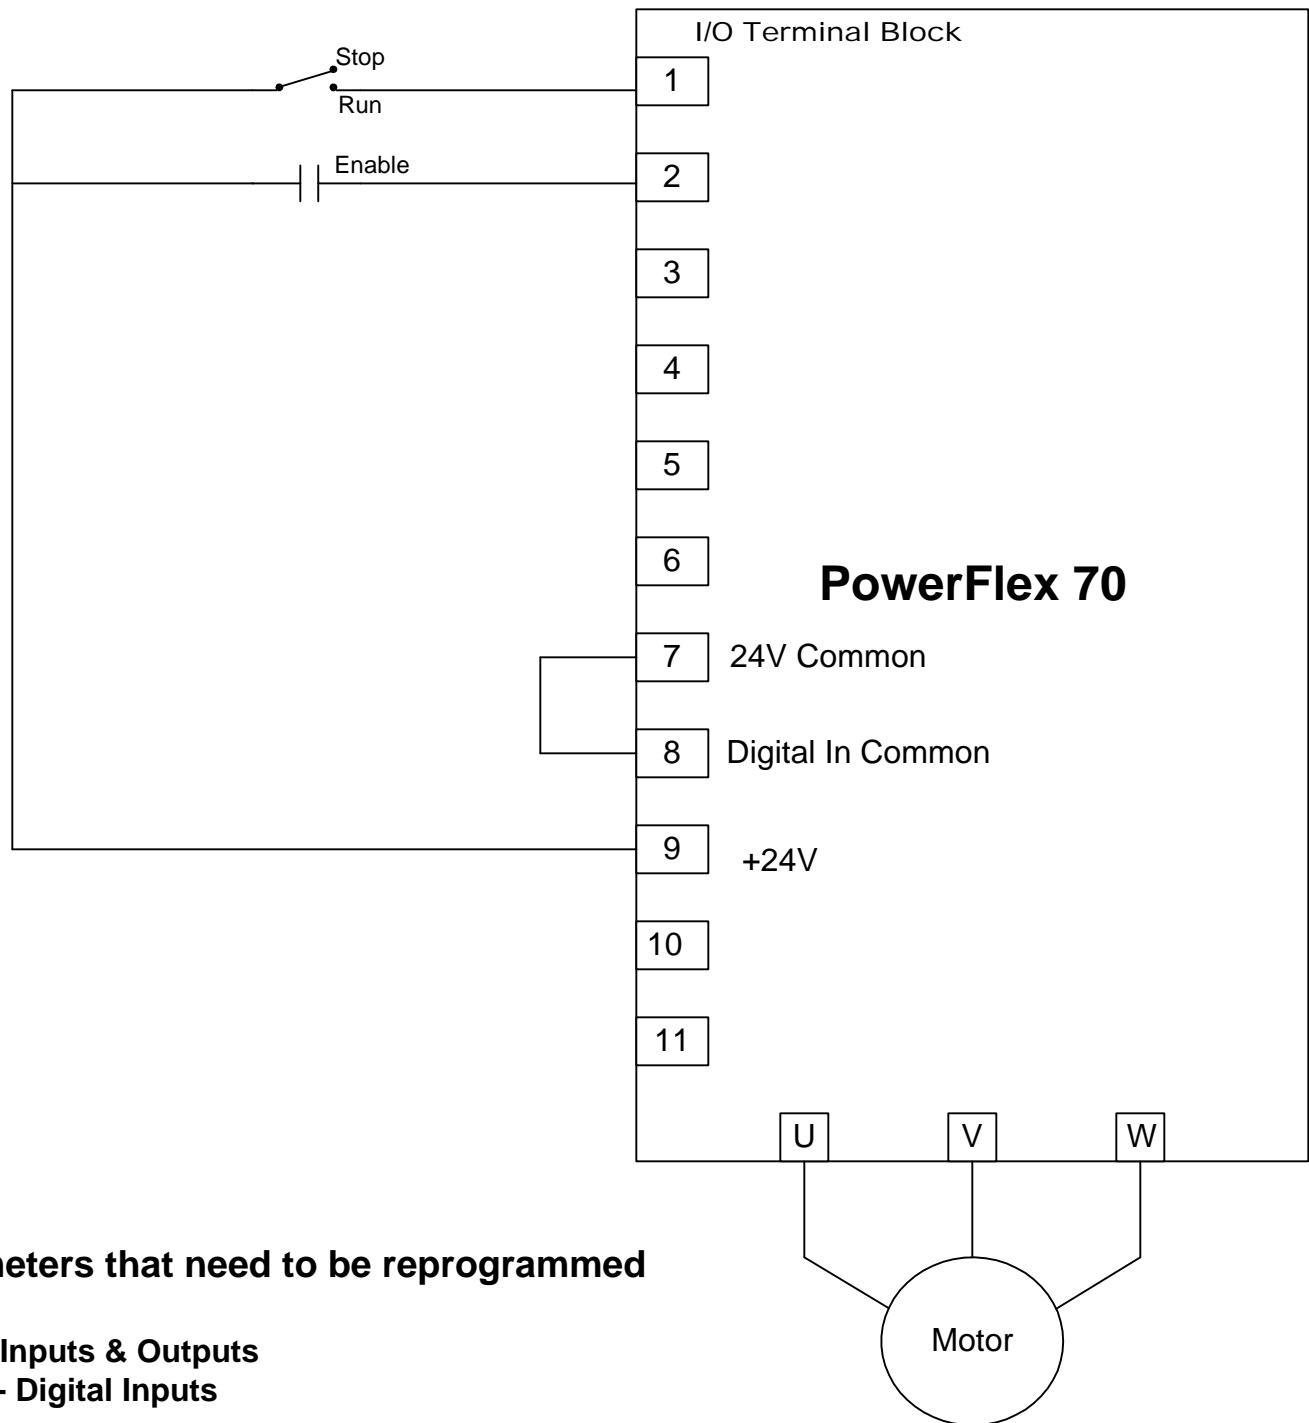 I/O Terminal Block
Stop
Run
1
Enable
2
3
4
5
6
PowerFlex 70
7 24V Common
8 Digital In Common
9 +24V
10
11
U V W
Motor
that need to be reprogrammed
Inputs & Outputs
- Digital Inputs